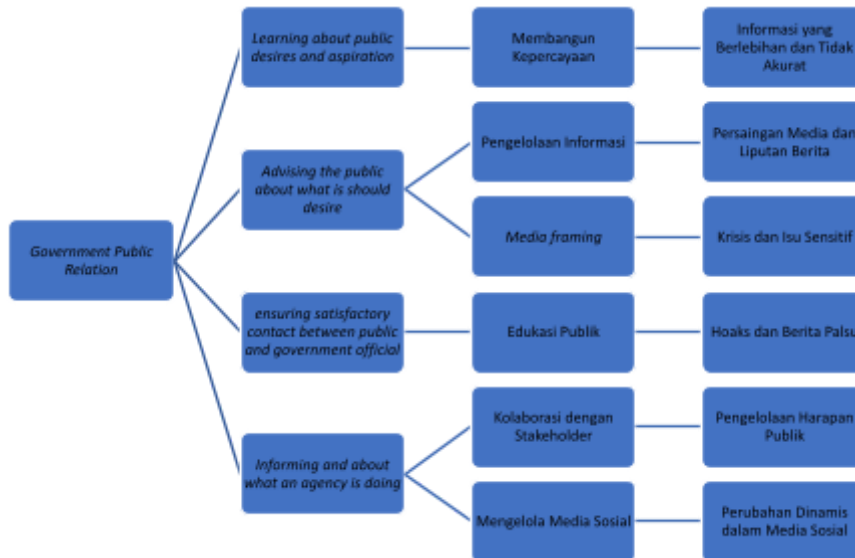 Learning about public
desires and aspiration
Membangun
Kepercayaan
Informasi yang
Berlebihan dan Tidak
Akurat
Advising the public
about what is should
desire
Pengelolaan Informasi
Persaingan Media dan
Liputan Berita
Media framing
Krisis dan Isu Sensitif
Government Public
Relation
ensuring satisfactory
contact between public
and government official
Edukasi Publik
Hoaks dan Berita Palsu
Informing and about
what an agency is doing
Kolaborasi dengan
Stakeholder
Pengelolaan Harapan
Publik
Mengelola Media Sosial
Perubahan Dinamis
dalam Media Sosial